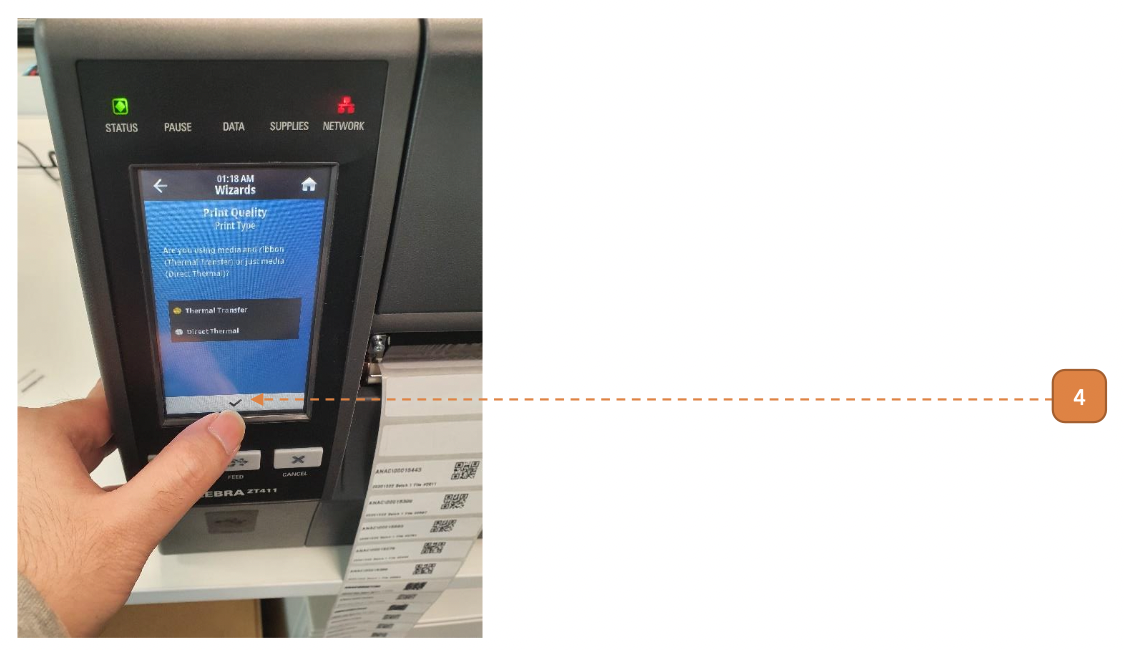 STATUS PAUSE DATA SUPPLIES NETWORK
01:18 AM
Wizards
Print Quality
Print Type
Are you using media and ribbon
(Thermal Transfer) or just media
(Direct Thermal)?
Thermal Transfer
Direct Thermal
4
FEED CANCEL
EBRA ZT411